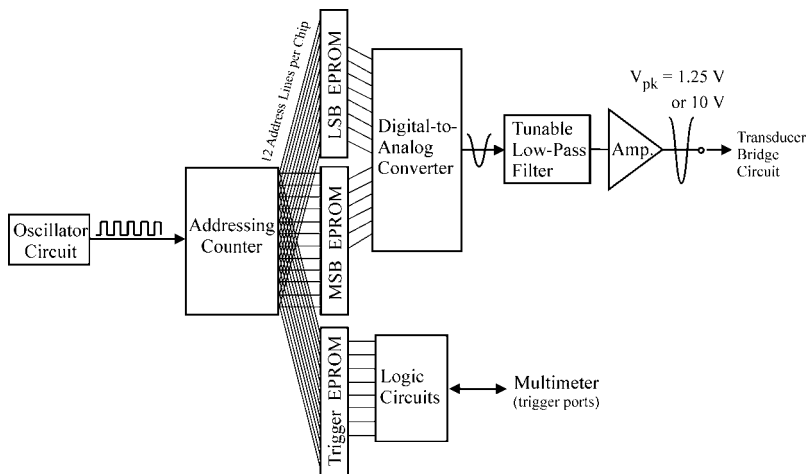 Oscillator
Circuit
Addressing
Counter
12 Address Lines per Chip
LSB EPROM
MSB EPROM
Trigger EPROM
Digital-to-
Analog
Converter
Logic
Circuits
Multimeter
(trigger ports)
Tunable
Low-Pass
Filter
Amp.
V_pk = 1.25 V
or 10 V
Transducer
Bridge
Circuit